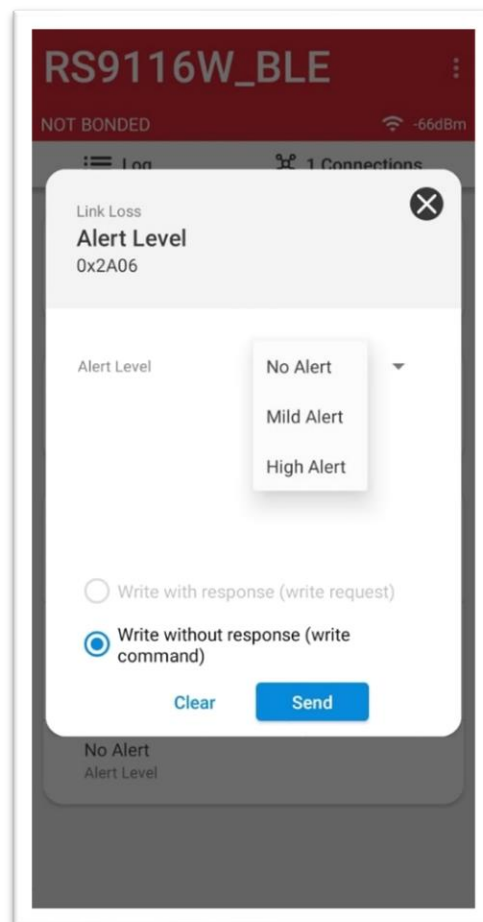 RS9116W_BLE
NOT BONDED
-66dBm
Log
1 Connections
Link Loss
Alert Level
0x2A06
Alert Level
No Alert
Mild Alert
High Alert
Write with response (write request)
Write without response (write
command)
Clear
Send
No Alert
Alert Level